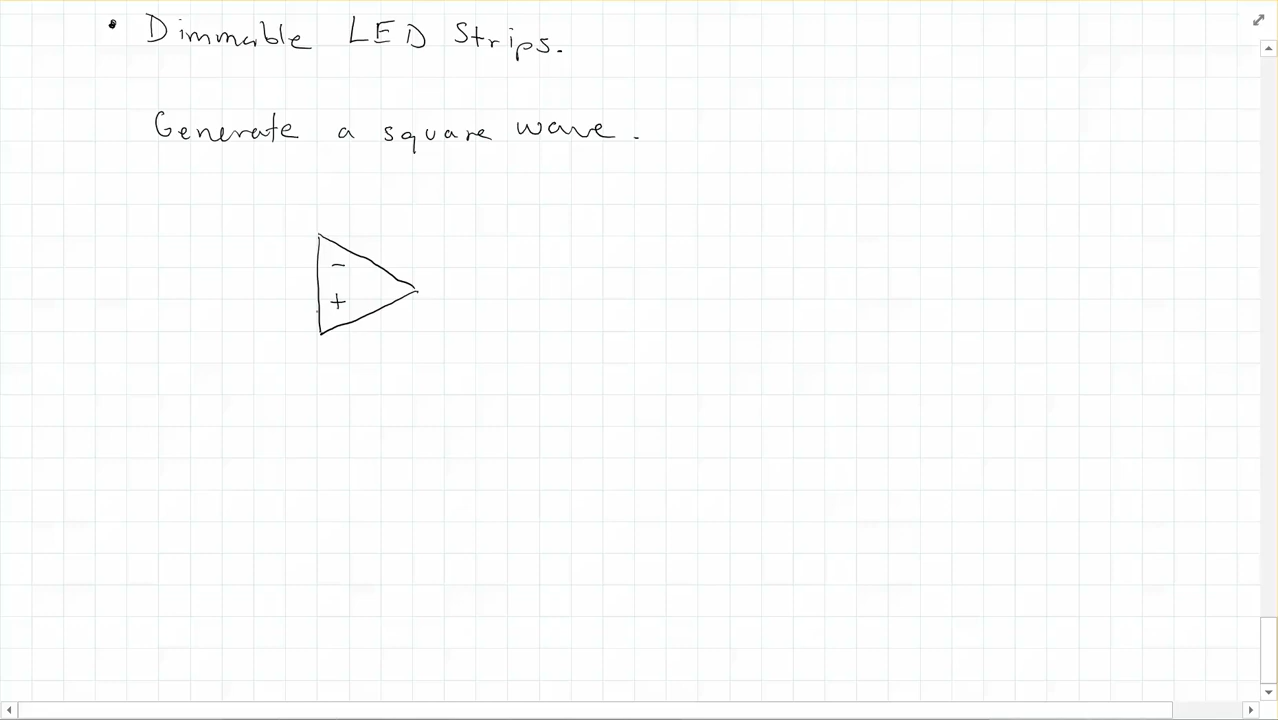 • Dimmable LED Strips.
Generate a square wave.
-
+